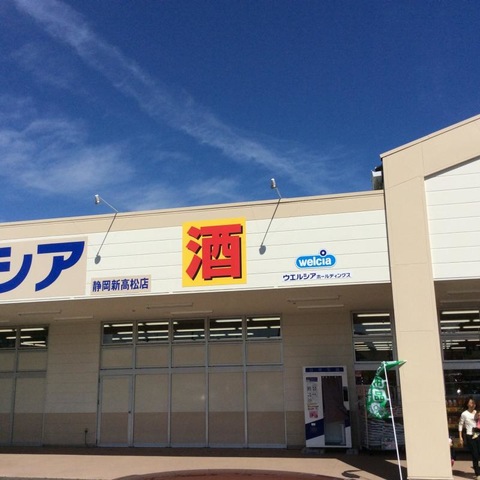 シア
静岡新高松店
酒
welcia
ウエルシアホールディングス